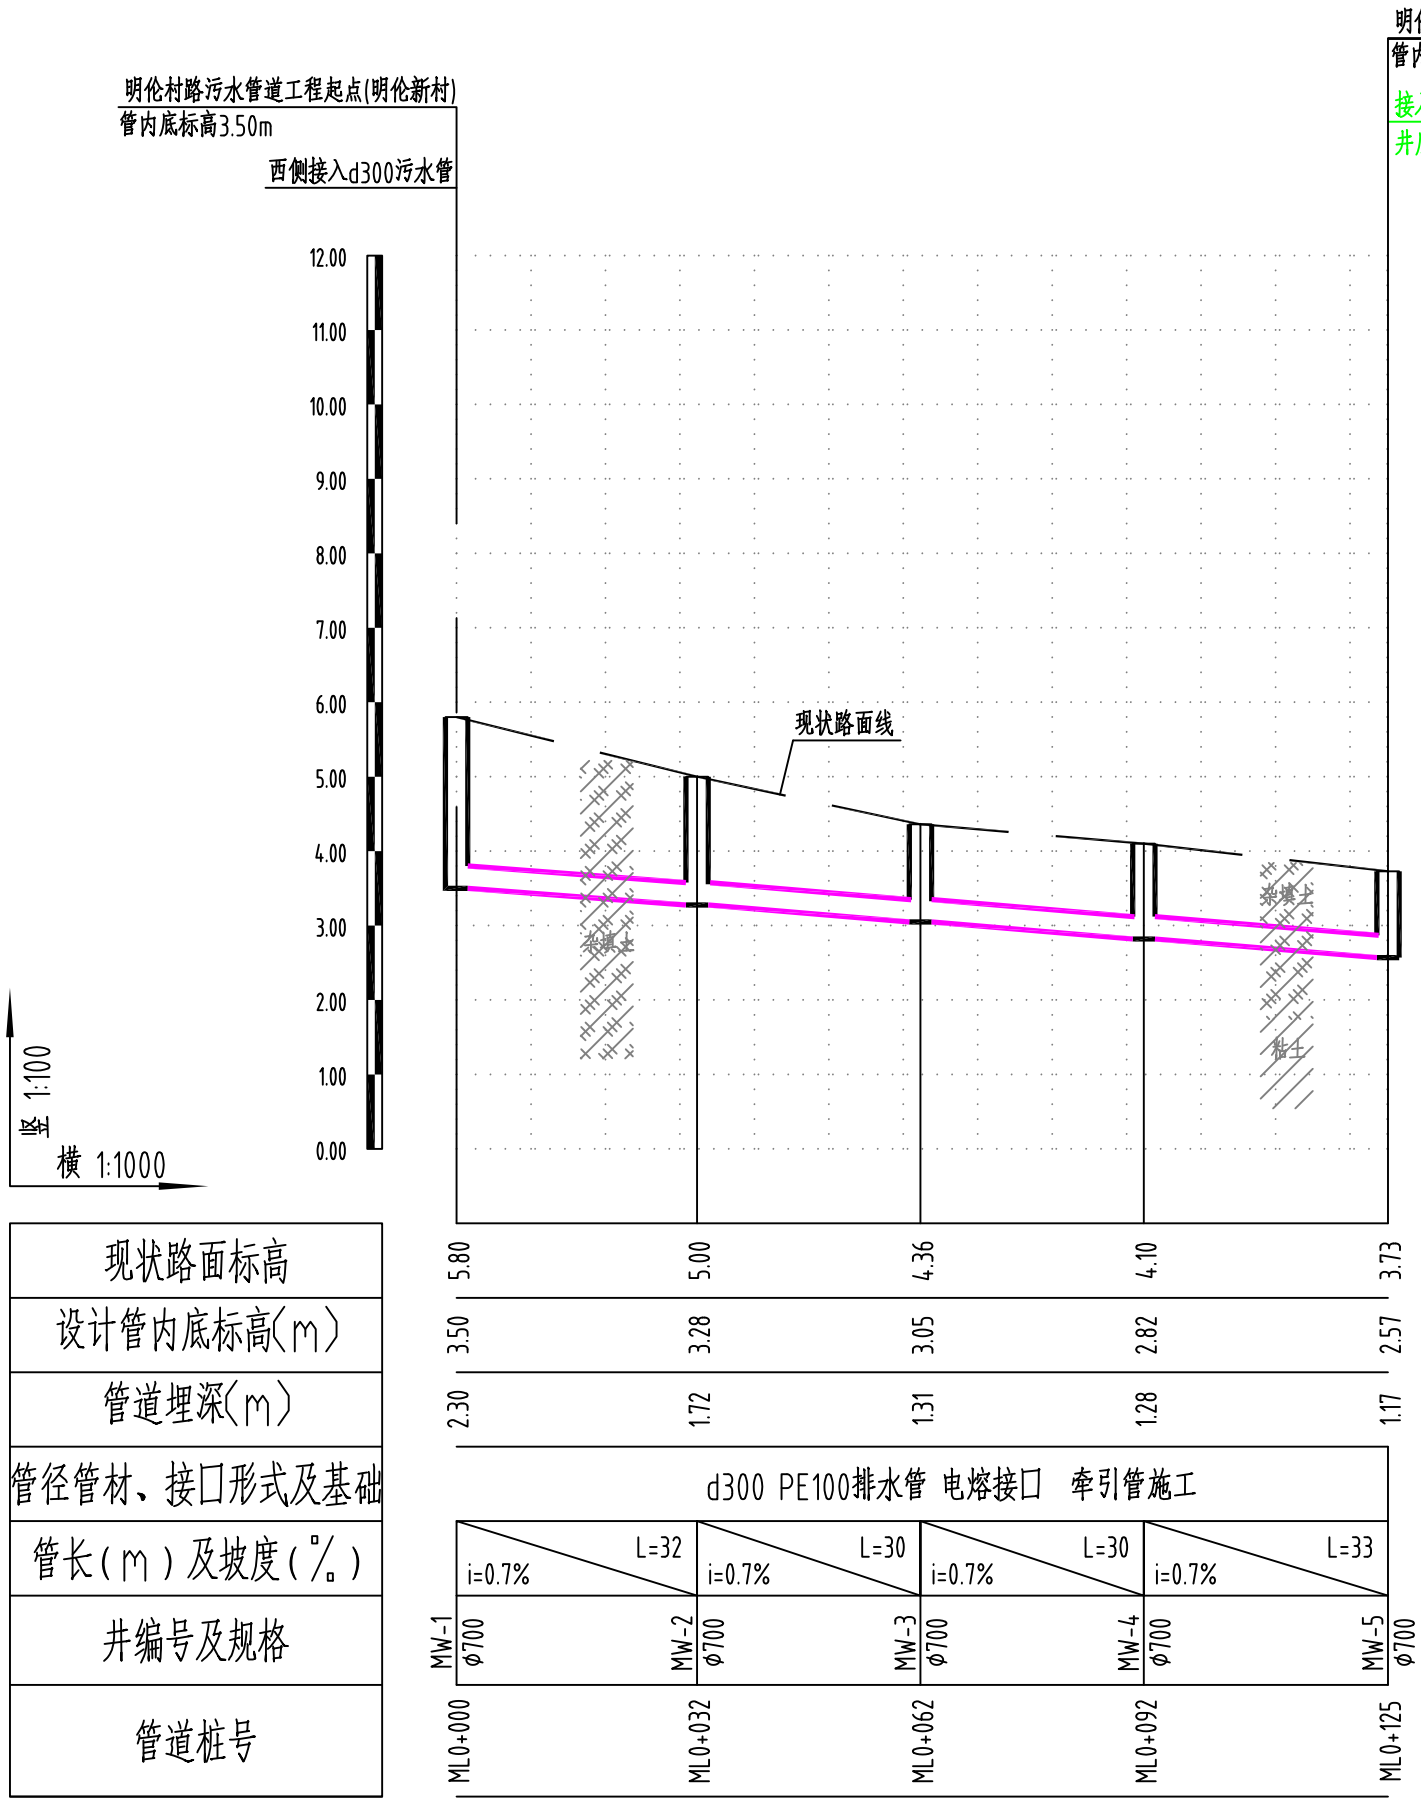 明伦村路污水管道工程起点(明伦新村)
管内底标高3.50m
西侧接入d300污水管
12.00
11.00
10.00
9.00
8.00
7.00
6.00
5.00
4.00
3.00
2.00
1.00
0.00
现状路面线
杂填土
杂填土
粘土
竖 1:100
横 1:1000
现状路面标高 5.80 5.00 4.36 4.10 3.73
设计管内底标高(m) 3.50 3.28 3.05 2.82 2.57
管道埋深(m) 2.30 1.72 1.31 1.28 1.17
管径管材、接口形式及基础 d300 PE100排水管 电熔接口 牵引管施工
管长(m)及坡度(%) L=32 i=0.7% L=30 i=0.7% L=30 i=0.7% L=33 i=0.7%
井编号及规格 MW-1 φ700 MW-2 φ700 MW-3 φ700 MW-4 φ700 MW-5 φ700
管道桩号 ML0+000 ML0+032 ML0+062 ML0+092 ML0+125